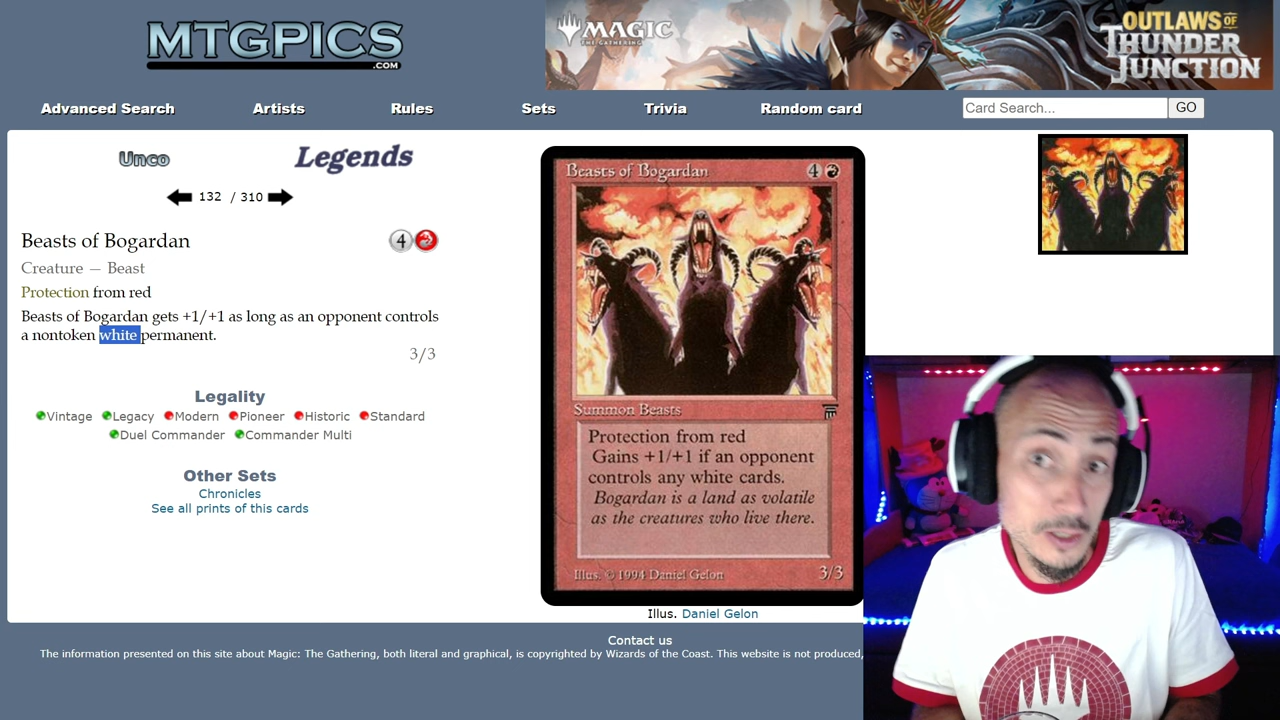 MTGPICS
.COM
MAGIC
THE GATHERING
OUTLAWS OF
THUNDER
JUNCTION
Advanced Search
Artists
Rules
Sets
Trivia
Random card
Card Search...
GO
Unco
Legends
132 / 310
Beasts of Bogardan
4
Creature — Beast
Protection from red
Beasts of Bogardan gets +1/+1 as long as an opponent controls
a nontoken white permanent.
3/3
Legality
Vintage Legacy Modern Pioneer Historic Standard
Duel Commander Commander Multi
Other Sets
Chronicles
See all prints of this cards
Beasts of Bogardan 4
Summon Beasts
Protection from red
Gains +1/+1 if an opponent
controls any white cards.
Bogardan is a land as volatile
as the creatures who live there.
Illus. © 1994 Daniel Gelon 3/3
Illus. Daniel Gelon
Contact us
The information presented on this site about Magic: The Gathering, both literal and graphical, is copyrighted by Wizards of the Coast. This website is not produced,